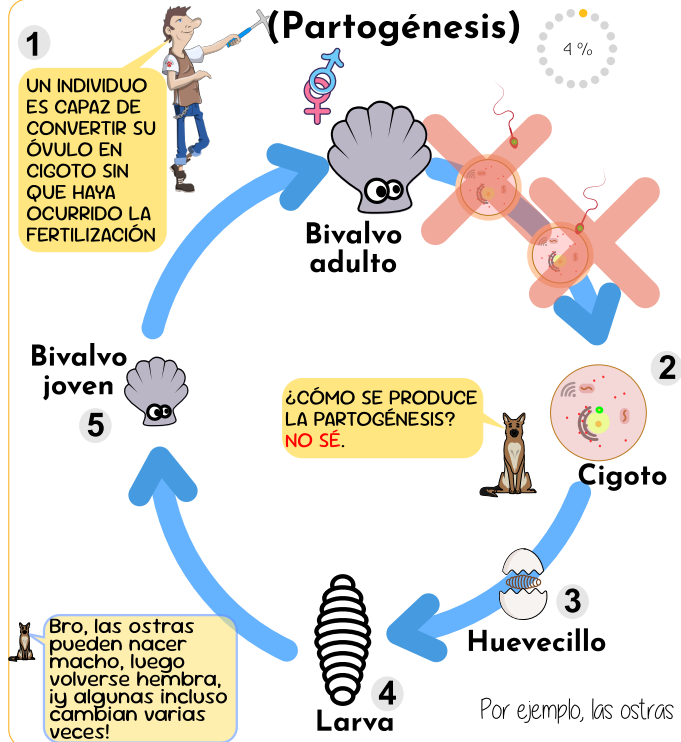 (Partogénesis)
4 %
1
UN INDIVIDUO
ES CAPAZ DE
CONVERTIR SU
ÓVULO EN
CIGOTO SIN
QUE HAYA
OCURRIDO LA
FERTILIZACIÓN
Bivalvo
adulto
2
Cigoto
¿CÓMO SE PRODUCE
LA PARTOGÉNESIS?
NO SÉ.
Bivalvo
joven
5
3
Huevecillo
4
Larva
Bro, las ostras
pueden nacer
macho, luego
volverse hembra,
¡y algunas incluso
cambian varias
veces!
Por ejemplo, las ostras